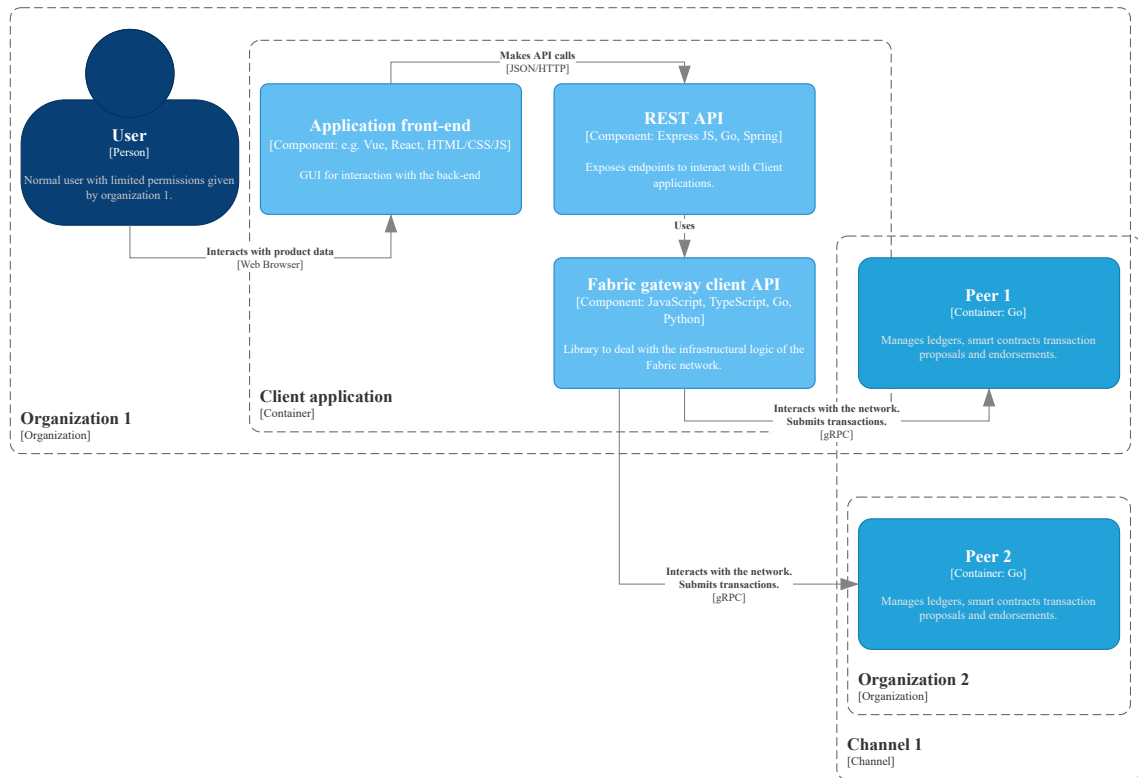 Makes API calls
[JSON/HTTP]
User
[Person]
Normal user with limited permissions given
by organization 1.
Application front-end
[Component: e.g. Vue, React, HTML/CSS/JS]
GUI for interaction with the back-end
REST API
[Component: Express JS, Go, Spring]
Exposes endpoints to interact with Client
applications.
Interacts with product data
[Web Browser]
Uses
Fabric gateway client API
[Component: JavaScript, TypeScript, Go,
Python]
Library to deal with the infrastructural logic of the
Fabric network.
Peer 1
[Container: Go]
Manages ledgers, smart contracts transaction
proposals and endorsements.
Client application
[Container]
Organization 1
[Organization]
Interacts with the network.
Submits transactions.
[gRPC]
Interacts with the network.
Submits transactions.
[gRPC]
Peer 2
[Container: Go]
Manages ledgers, smart contracts transaction
proposals and endorsements.
Organization 2
[Organization]
Channel 1
[Channel]